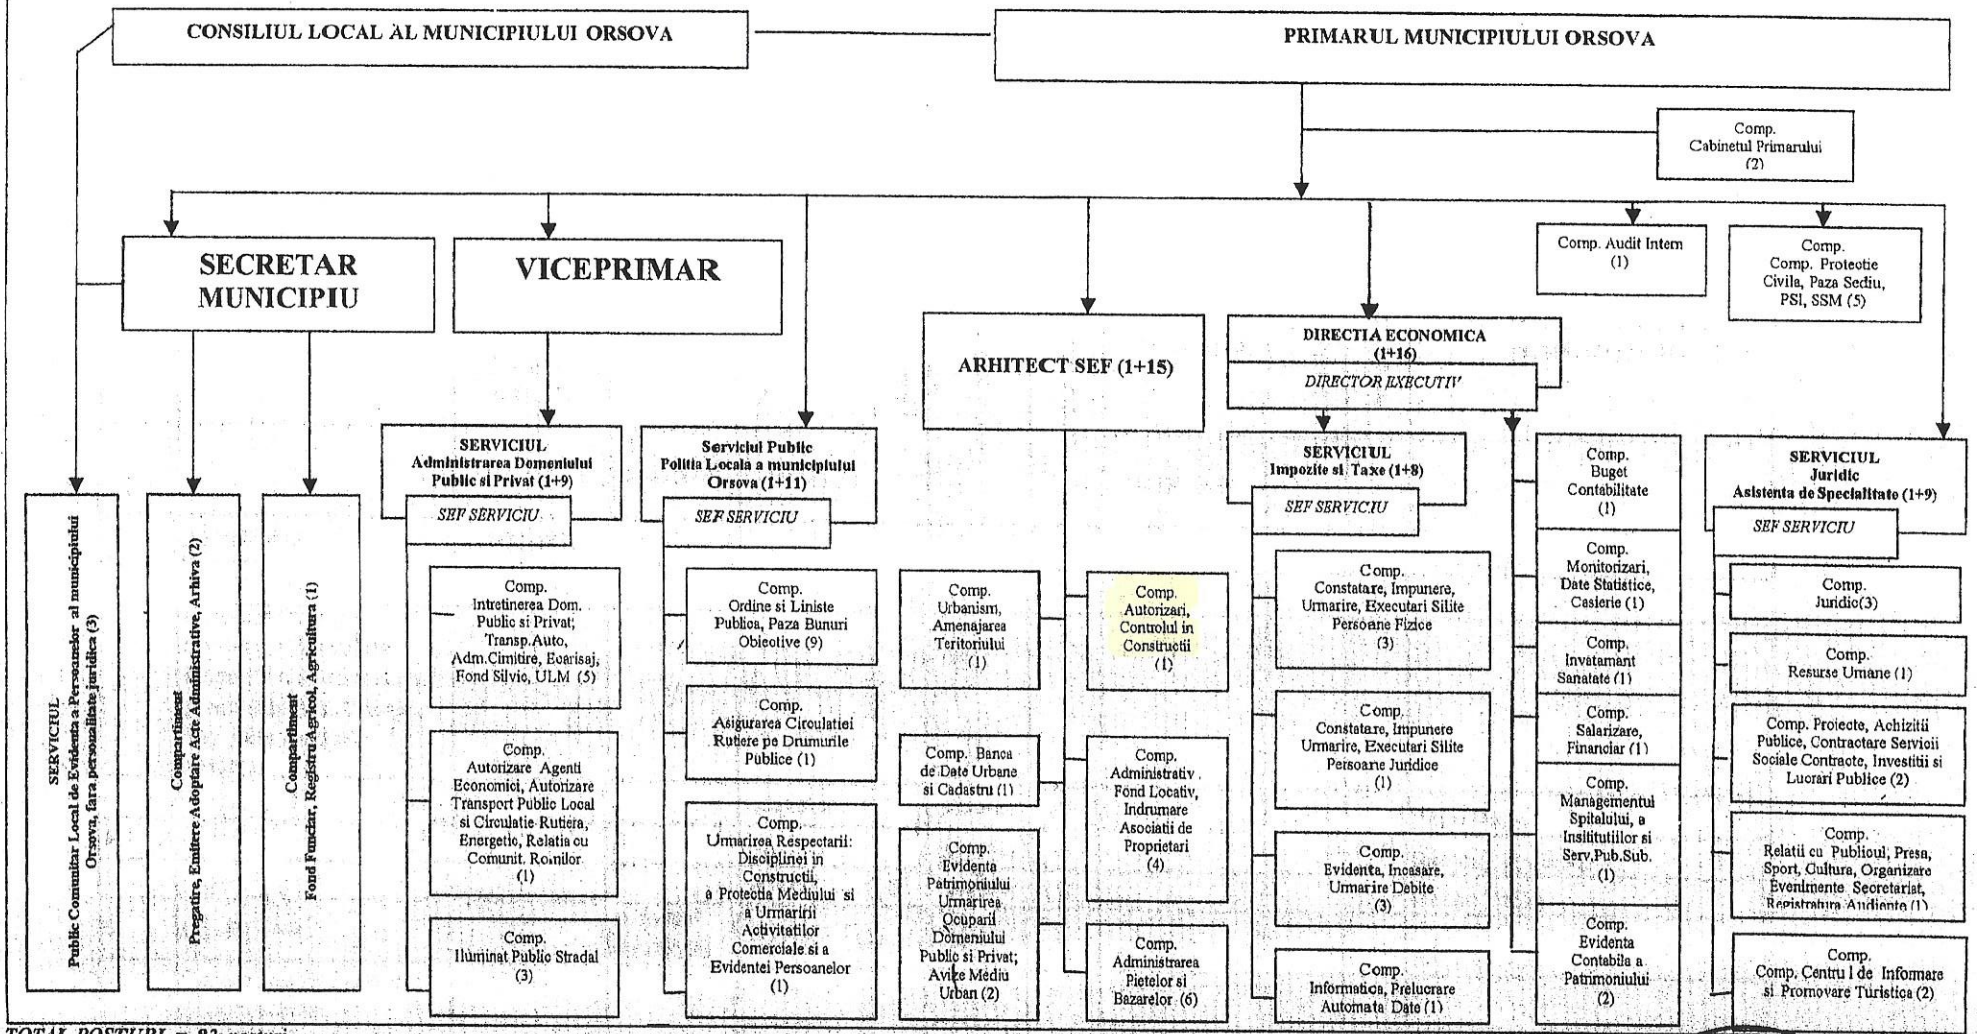 CONSILIUL LOCAL AL MUNICIPIULUI ORSOVA
PRIMARUL MUNICIPIULUI ORSOVA
Comp.
Cabinetul Primarului
(2)
SECRETAR
MUNICIPIU
VICEPRIMAR
Comp. Audit Intern
(1)
Comp.
Comp. Protectie
Civila, Paza Sediu,
PSI, SSM (5)
ARHITECT SEF (1+15)
DIRECTIA ECONOMICA
(1+16)
DIRECTOR EXECUTIV
SERVICIUL
Public Comunitar Local de Evidenta a Persoanelor al municipiului
Orsova, fara personalitate juridica (3)
Compartiment
Pregatire, Emitere Adoptare Acte Administrative, Arhiva (2)
Compartiment
Fond Funciar, Registru Agricol, Agricultura (1)
SERVICIUL
Administrarea Domeniului
Public si Privat (1+9)
SEF SERVICIU
Comp.
Intretinerea Dom.
Public si Privat;
Transp.Auto,
Adm.Cimitire, Ecarisaj,
Fond Silvic, ULM (5)
Comp.
Autorizare Agenti
Economici, Autorizare
Transport Public Local
si Circulatie Rutiera,
Energetic, Relatia cu
Comunit. Romilor
(1)
Comp.
Iluminat Public Stradal
(3)
Serviciul Public
Politia Locala a municipiului
Orsova (1+11)
SEF SERVICIU
Comp.
Ordine si Liniste
Publica, Paza Bunuri
Obiective (9)
Comp.
Asigurarea Circulatiei
Rutiere pe Drumurile
Publice (1)
Comp.
Urmarirea Respectarii:
Disciplinei in
Constructii,
a Protectia Mediului si
a Urmaririi
Activitatilor
Comerciale si a
Evidentei Persoanelor
(1)
Comp.
Urbanism,
Amenajarea
Teritoriului
(1)
Comp. Banca
de Date Urbane
si Cadastru (1)
Comp.
Evidenta
Patrimoniului
Urmarirea
Ocuparii
Domeniului
Public si Privat;
Avize Mediu
Urban (2)
Comp.
Autorizari,
Controlul in
Constructii
(1)
Comp.
Administrativ,
Fond Locativ,
Indrumare
Asociatii de
Proprietari
(4)
Comp.
Administrarea
Pietelor si
Bazarelor (6)
SERVICIUL
Impozite si Taxe (1+8)
SEF SERVICIU
Comp.
Constatare, Impunere,
Urmarire, Executari Silite
Persoane Fizice
(3)
Comp.
Constatare, Impunere
Urmarire, Executari Silite
Persoane Juridice
(1)
Comp.
Evidenta, Incasare,
Urmarire Debite
(3)
Comp.
Informatica, Prelucrare
Automata Date (1)
Comp.
Buget
Contabilitate
(1)
Comp.
Monitorizari,
Date Statistice,
Casierie (1)
Comp.
Invatamant
Sanatate (1)
Comp.
Salarizare,
Financiar (1)
Comp.
Managementul
Spitalului, a
Insititutiilor si
Serv.Pub.Sub.
(1)
Comp.
Evidenta
Contabila a
Patrimoniului
(2)
SERVICIUL
Juridic
Asistenta de Specialitate (1+9)
SEF SERVICIU
Comp.
Juridic(3)
Comp.
Resurse Umane (1)
Comp. Proiecte, Achizitii
Publice, Contractare Servicii
Sociale Contracte, Investitii si
Lucrari Publice (2)
Comp.
Relatii cu Publicul, Presa,
Sport, Cultura, Organizare
Evenimente Secretariat,
Registratura Audiente (1)
Comp.
Comp. Centru l de Informare
si Promovare Turistica (2)
TOTAL POSTURI = 83